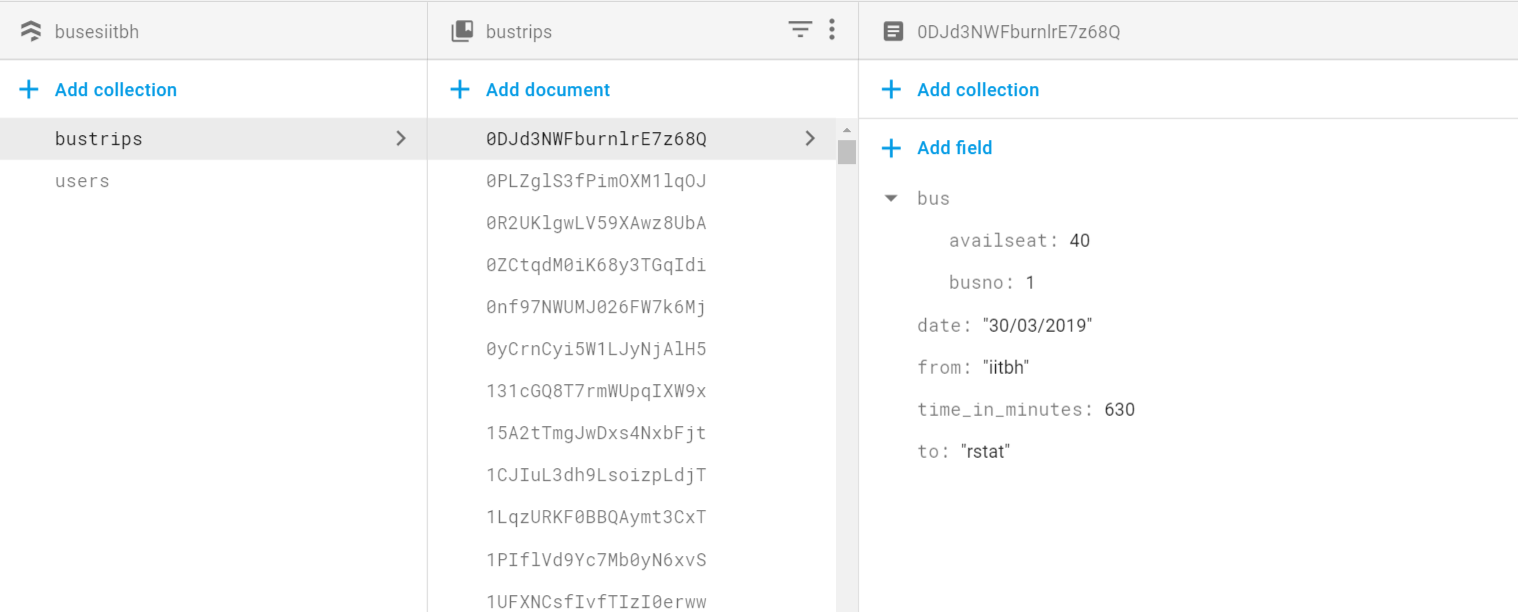 busesiitbh
Add collection
bustrips
users
bustrips
Add document
0DJd3NWFburnlrE7z68Q
0PLZglS3fPimOXM1lqOJ
0R2UKlgwLV59XAwz8UbA
0ZCtqdM0iK68y3TGqIdi
0nf97NWUMJ026FW7k6Mj
0yCrnCyi5W1LJyNjAlH5
131cGQ8T7rmWUpqIXW9x
15A2tTmgJwDxs4NxbFjt
1CJIuL3dh9LsoizpLdjT
1LqzURKF0BBQAymt3CxT
1PIflVd9Yc7Mb0yN6xvS
1UFXNCsfIvfTIzI0erww
0DJd3NWFburnlrE7z68Q
Add collection
Add field
bus
availseat: 40
busno: 1
date: "30/03/2019"
from: "iitbh"
time_in_minutes: 630
to: "rstat"